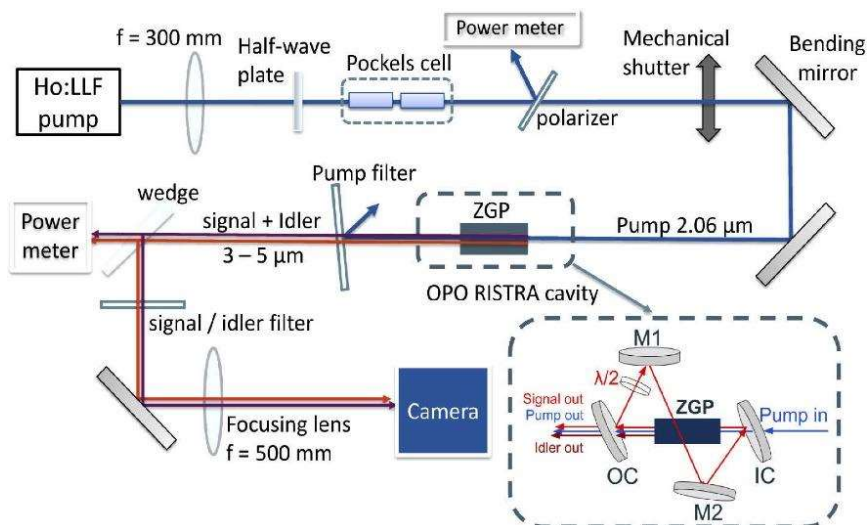 Ho:LLF
pump
f = 300 mm
Half-wave
plate
Pockels cell
Power meter
polarizer
Mechanical
shutter
Bending
mirror
Power
meter
wedge
signal + Idler
3 – 5 µm
Pump filter
ZGP
OPO RISTRA cavity
Pump 2.06 µm
signal / idler filter
Focusing lens
f = 500 mm
Camera
M1
λ/2
Signal out
Pump out
Idler out
OC
ZGP
M2
IC
Pump in